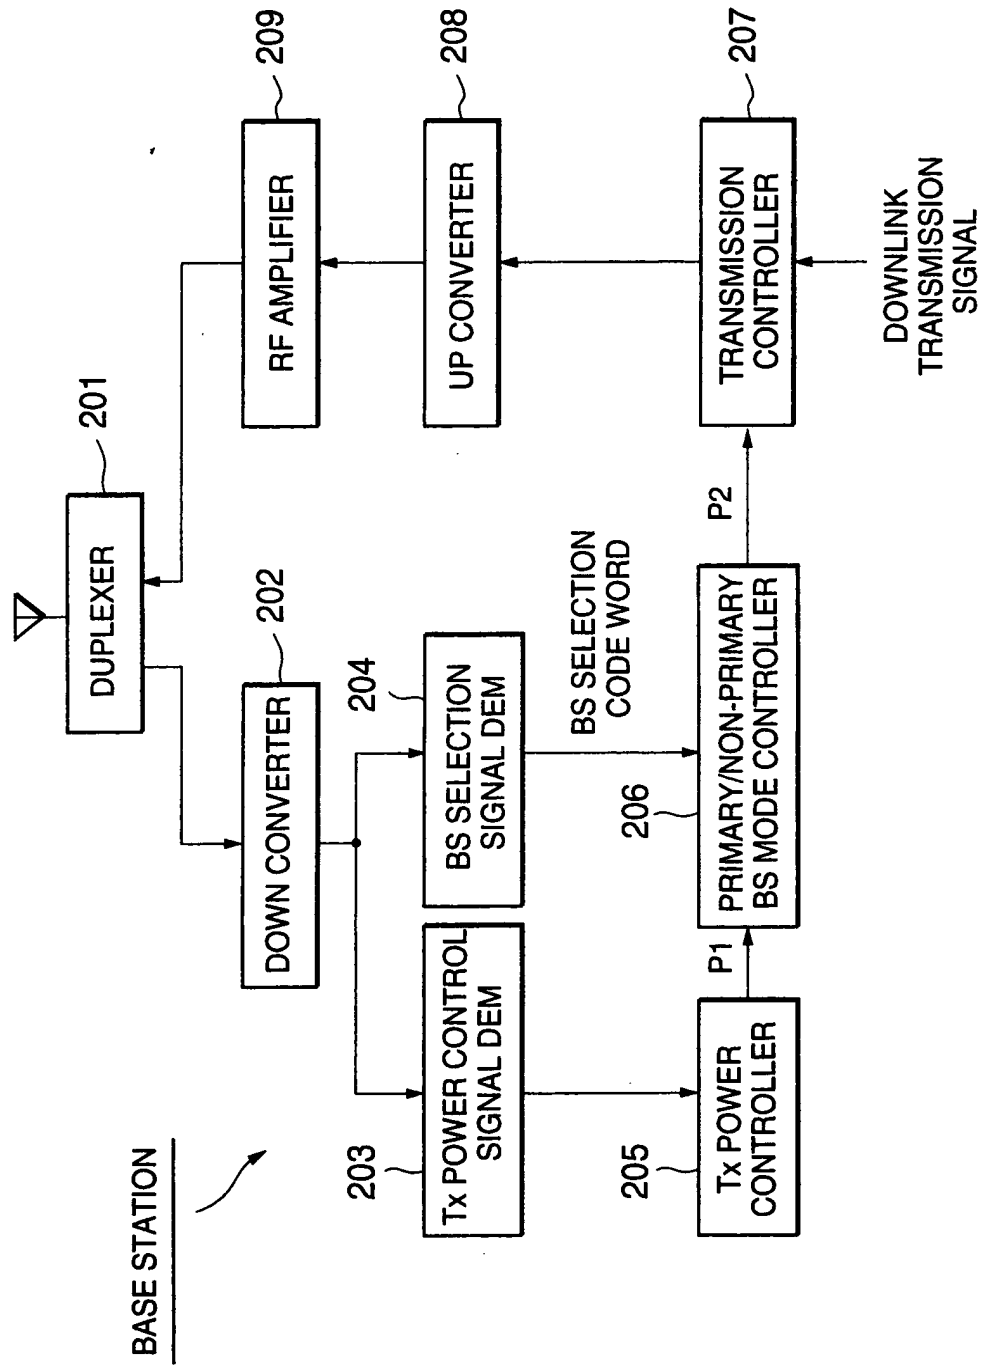 BASE STATION
DUPLEXER
201
DOWN CONVERTER
202
Tx POWER CONTROL
SIGNAL DEM
203
BS SELECTION
SIGNAL DEM
204
BS SELECTION
CODE WORD
Tx POWER
CONTROLLER
205
P1
PRIMARY/NON-PRIMARY
BS MODE CONTROLLER
206
P2
TRANSMISSION
CONTROLLER
207
DOWNLINK
TRANSMISSION
SIGNAL
UP CONVERTER
208
RF AMPLIFIER
209